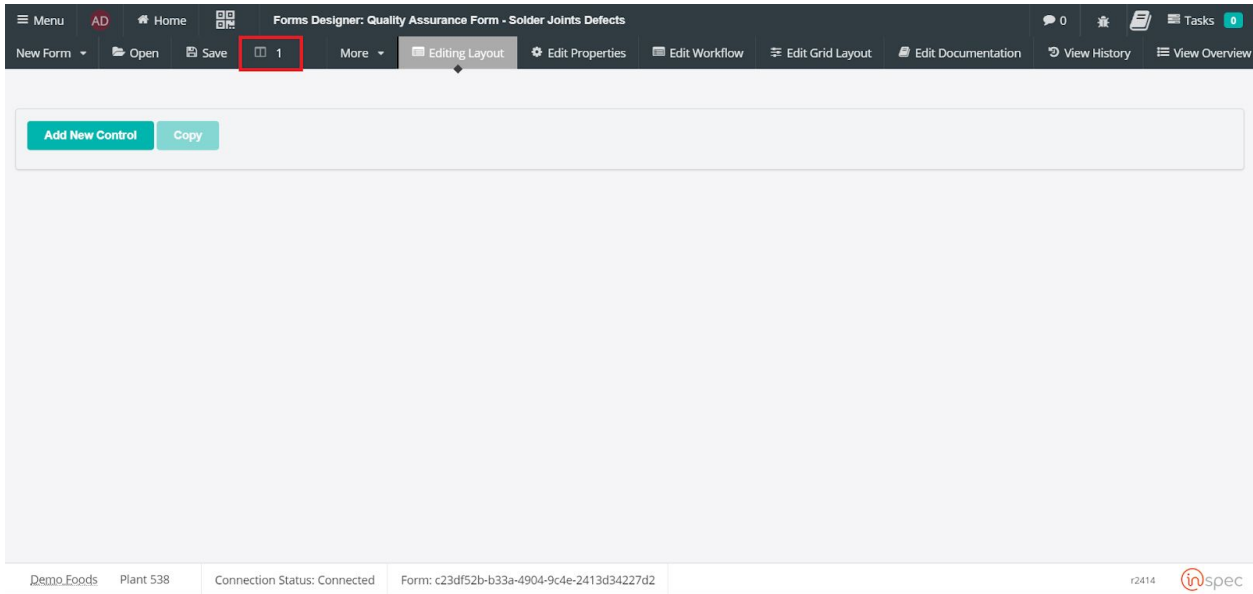 Menu AD Home Forms Designer: Quality Assurance Form - Solder Joints Defects 0 Tasks 0
New Form Open Save 1 More Editing Layout Edit Properties Edit Workflow Edit Grid Layout Edit Documentation View History View Overview
Add New Control Copy
Demo Foods Plant 538 Connection Status: Connected Form: c23df52b-b33a-4904-9c4e-2413d34227d2 r2414 inspec